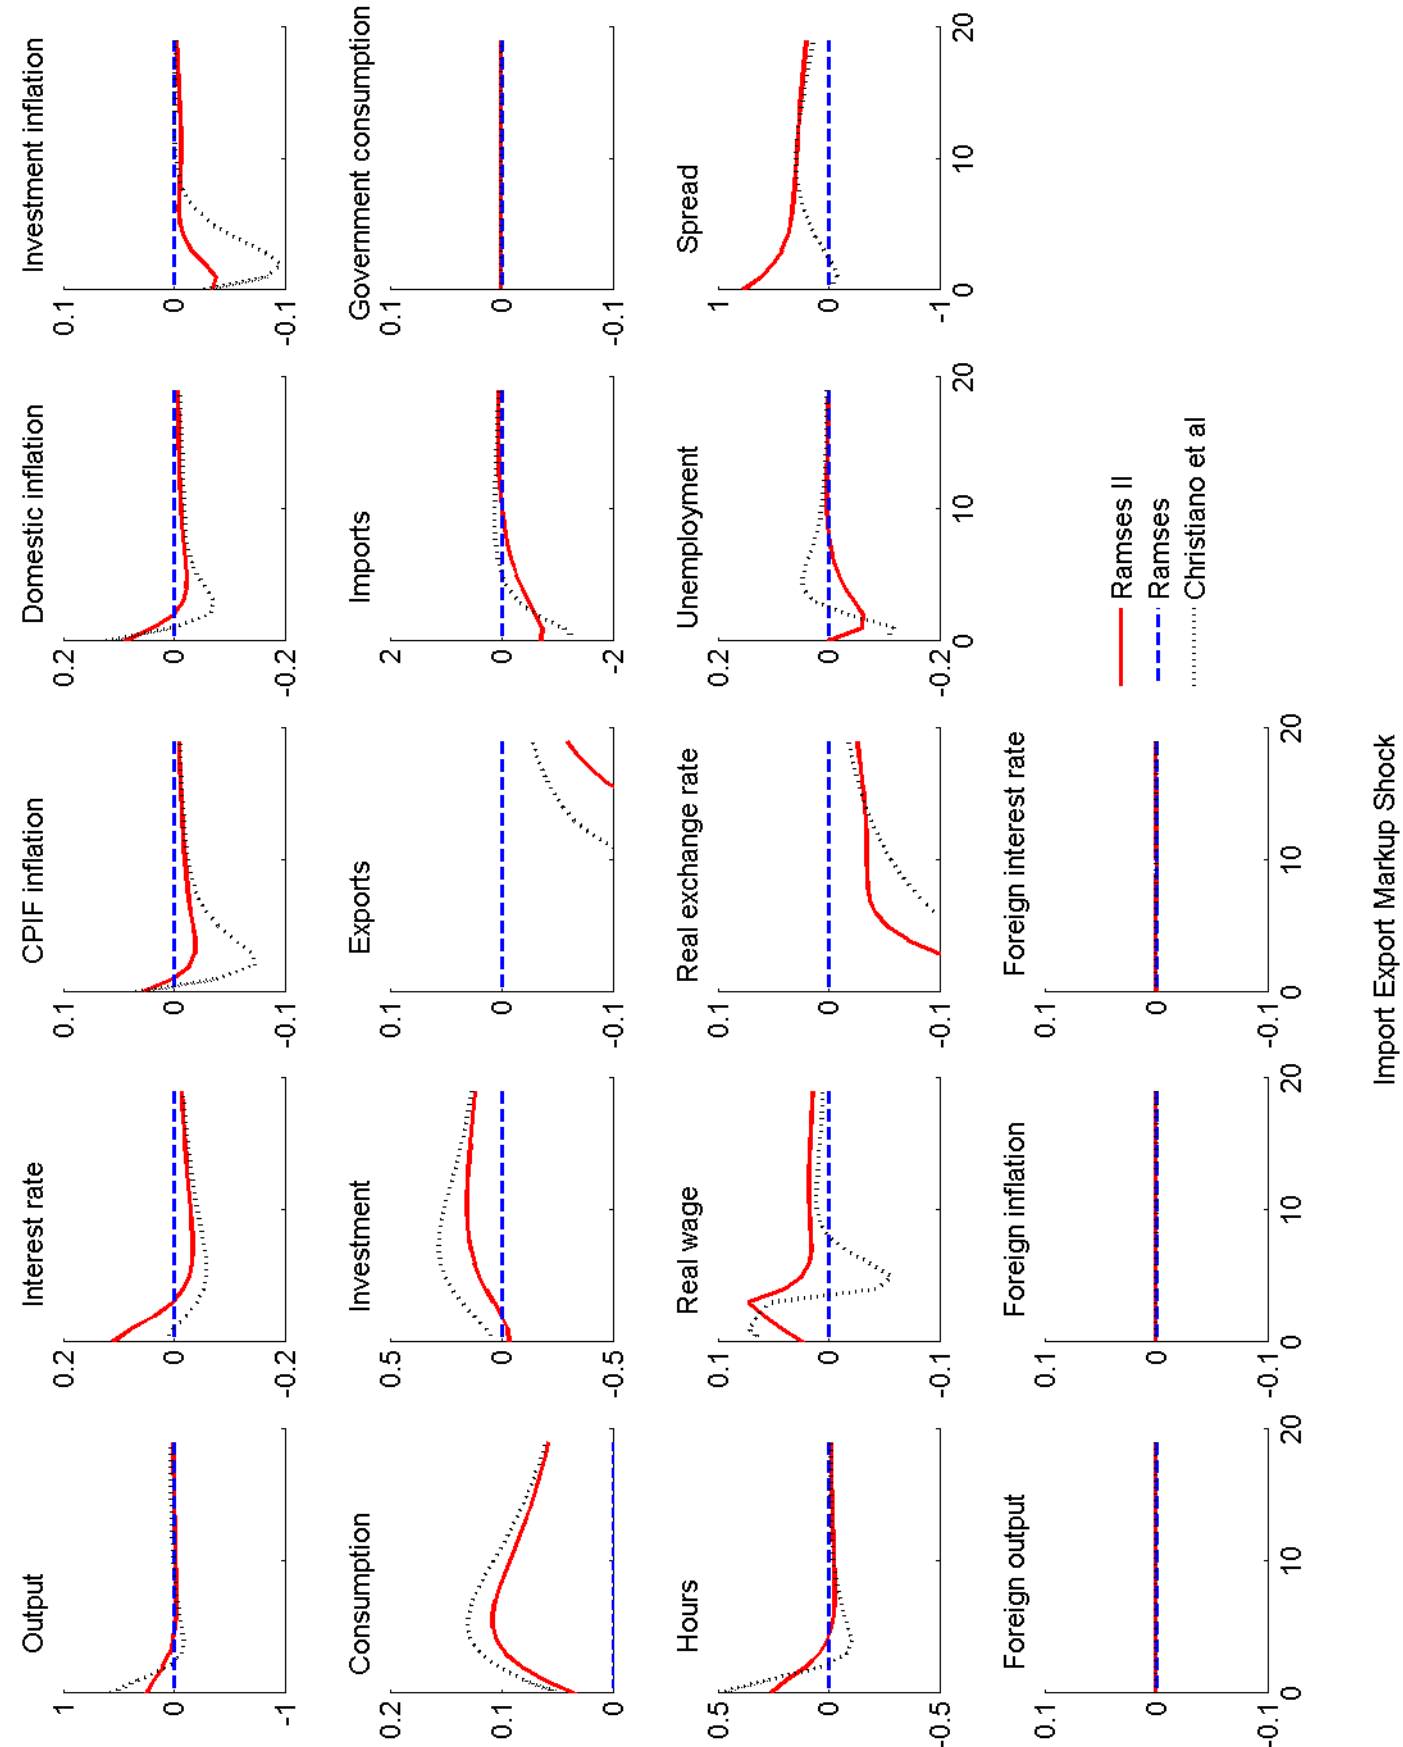 Output
1
0
-1
Interest rate
0.2
0
-0.2
CPIF inflation
0.1
0
-0.1
Domestic inflation
0.2
0
-0.2
Investment inflation
0.1
0
-0.1
Consumption
0.2
0.1
0
Investment
0.5
0
-0.5
Exports
0.1
0
-0.1
Imports
2
0
-2
Government consumption
0.1
0
-0.1
Hours
0.5
0
-0.5
Real wage
0.1
0
-0.1
Real exchange rate
0.1
0
-0.1
Unemployment
0.2
0
-0.2
0 10 20
Spread
1
0
-1
0 10 20
Foreign output
0.1
0
-0.1
0 10 20
Foreign inflation
0.1
0
-0.1
0 10 20
Foreign interest rate
0.1
0
-0.1
0 10 20
Ramses II
Ramses
Christiano et al
Import Export Markup Shock